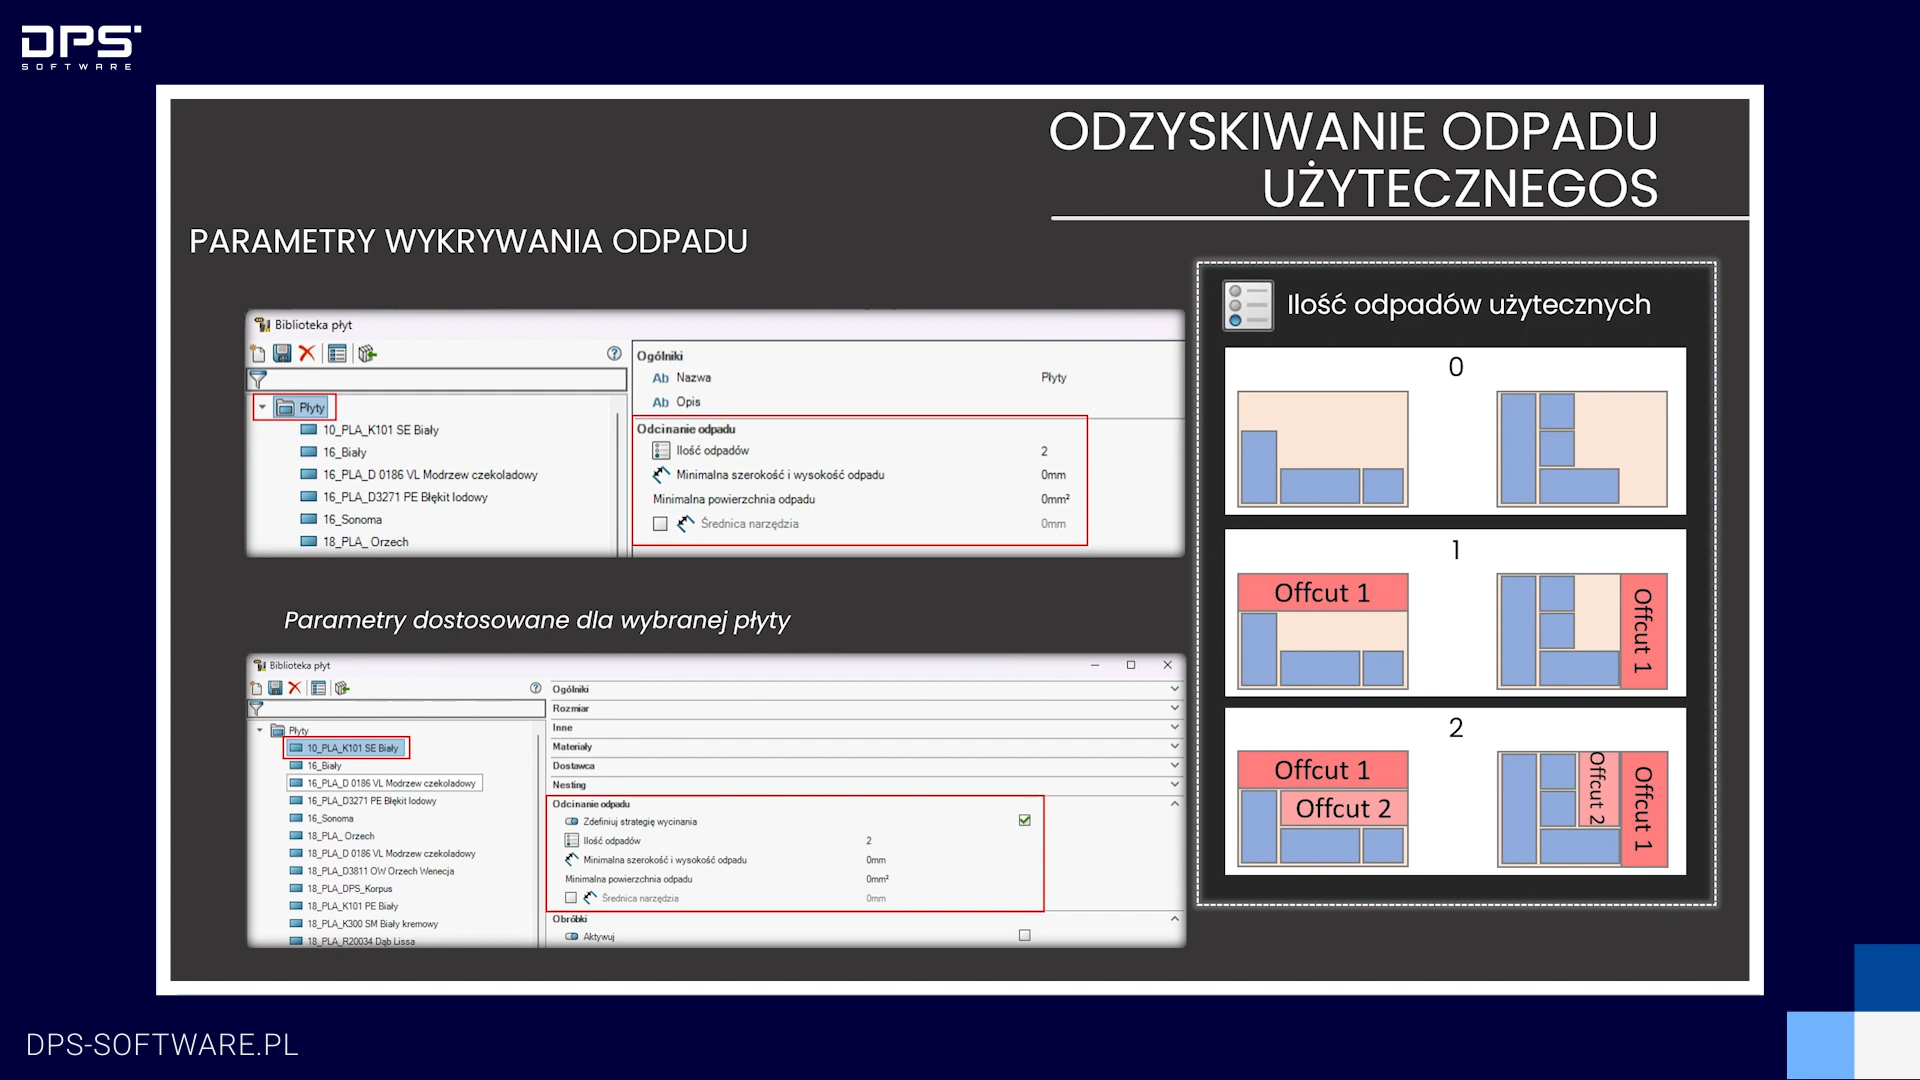 DPS
SOFTWARE
ODZYSKIWANIE ODPADU
UŻYTECZNEGOS
PARAMETRY WYKRYWANIA ODPADU
Biblioteka płyt
Płyty
10_PLA_K101 SE Biały
16_Biały
16_PLA_D 0186 VL Modrzew czekoladowy
16_PLA_D3271 PE Błękit lodowy
16_Sonoma
18_PLA_ Orzech
Ogólniki
Ab Nazwa Płyty
Ab Opis
Odcinanie odpadu
Ilość odpadów 2
Minimalna szerokość i wysokość odpadu 0mm
Minimalna powierzchnia odpadu 0mm²
Średnica narzędzia 0mm
Parametry dostosowane dla wybranej płyty
Biblioteka płyt
Płyty
10_PLA_K101 SE Biały
16_Biały
16_PLA_D 0186 VL Modrzew czekoladowy
16_PLA_D3271 PE Błękit lodowy
16_Sonoma
18_PLA_ Orzech
18_PLA_D 0186 VL Modrzew czekoladowy
18_PLA_D3811 OW Orzech Wenecja
18_PLA_DPS_Korpus
18_PLA_K101 PE Biały
18_PLA_K300 SM Biały kremowy
18_PLA_R20034 Dąb Lissa
Ogólniki
Rozmiar
Inne
Materiały
Dostawca
Nesting
Odcinanie odpadu
Zdefiniuj strategię wycinania
Ilość odpadów 2
Minimalna szerokość i wysokość odpadu 0mm
Minimalna powierzchnia odpadu 0mm²
Średnica narzędzia 0mm
Obróbki
Aktywuj
Ilość odpadów użytecznych
0
1
Offcut 1
Offcut 1
2
Offcut 1
Offcut 2
Offcut 2
Offcut 1
DPS-SOFTWARE.PL